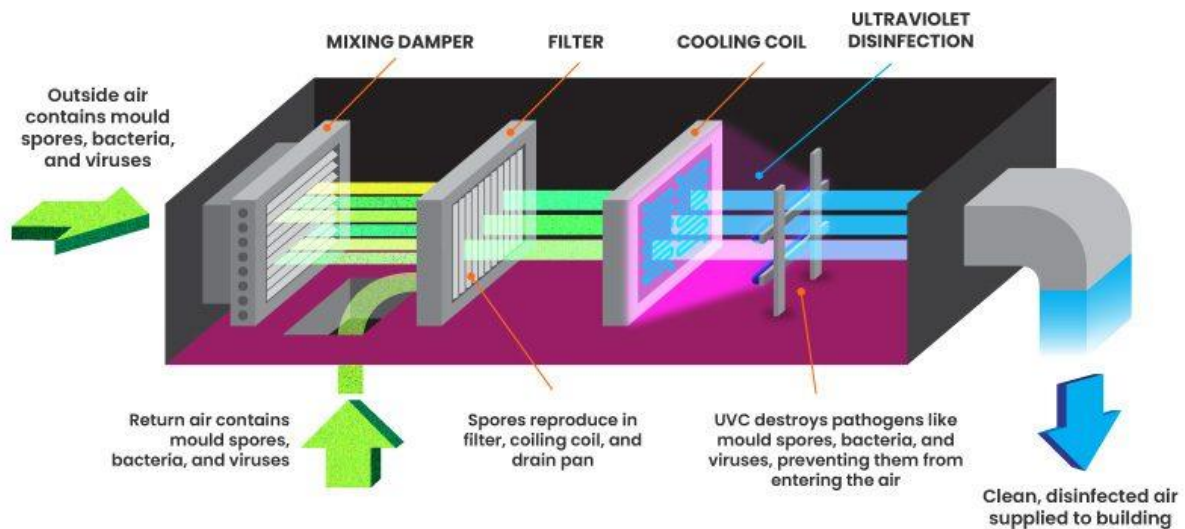 MIXING DAMPER
FILTER
COOLING COIL
ULTRAVIOLET
DISINFECTION
Outside air
contains mould
spores, bacteria,
and viruses
Return air contains
mould spores,
bacteria, and viruses
Spores reproduce in
filter, coiling coil, and
drain pan
UVC destroys pathogens like
mould spores, bacteria, and
viruses, preventing them from
entering the air
Clean, disinfected air
supplied to building